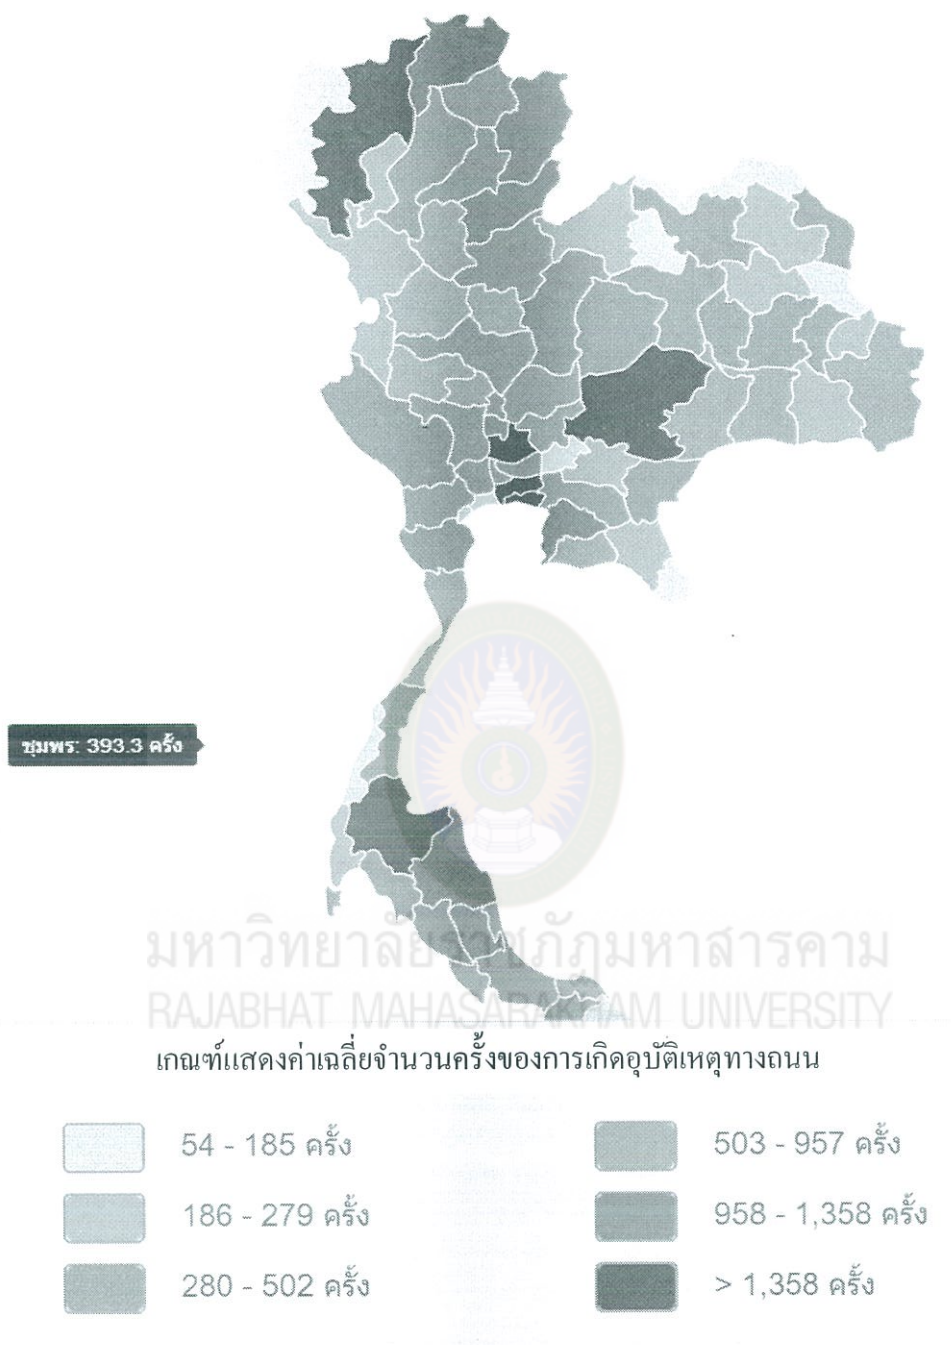 ชุมพร: 393.3 ครั้ง
มหาวิทยาลัยราชภัฏมหาสารคาม
RAJABHAT MAHASARAKHAM UNIVERSITY
เกณฑ์แสดงค่าเฉลี่ยจำนวนครั้งของการเกิดอุบัติเหตุทางถนน
54 - 185 ครั้ง
503 - 957 ครั้ง
186 - 279 ครั้ง
958 - 1,358 ครั้ง
280 - 502 ครั้ง
> 1,358 ครั้ง